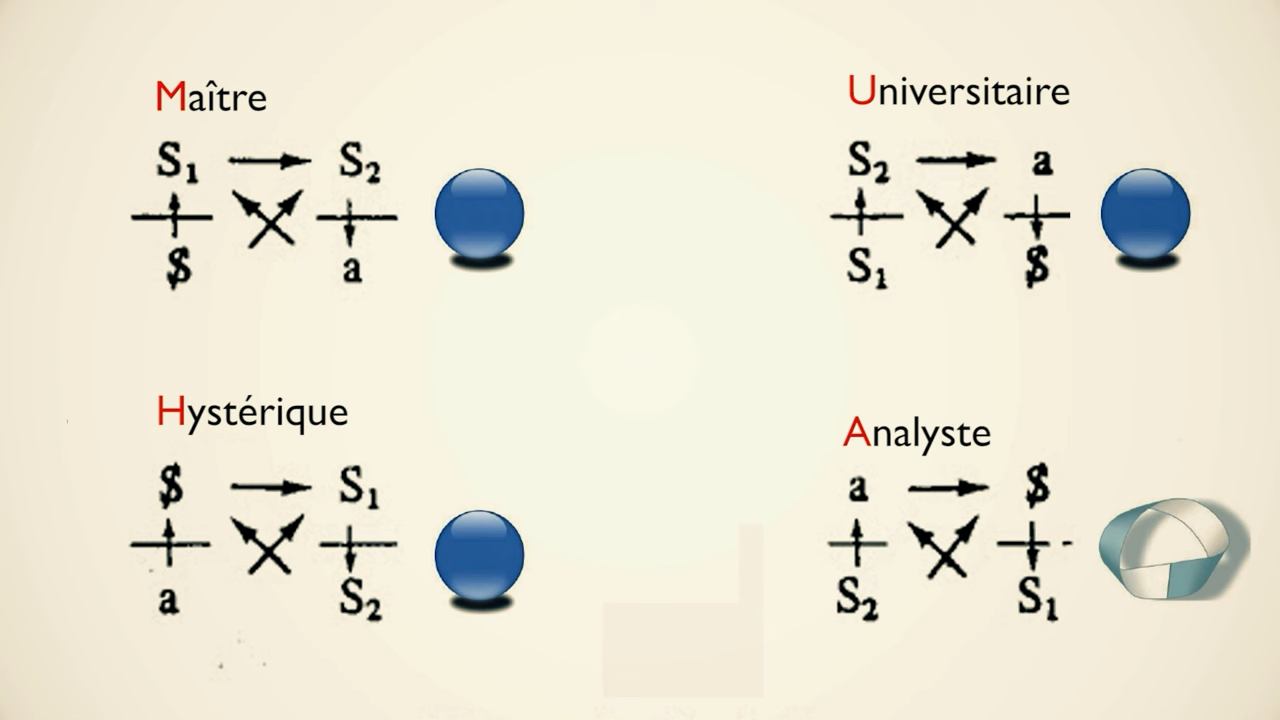 Maître
S₁ → S₂
$ a
Universitaire
S₂ → a
S₁ $
Hystérique
$ → S₁
a S₂
Analyste
a → $
S₂ S₁